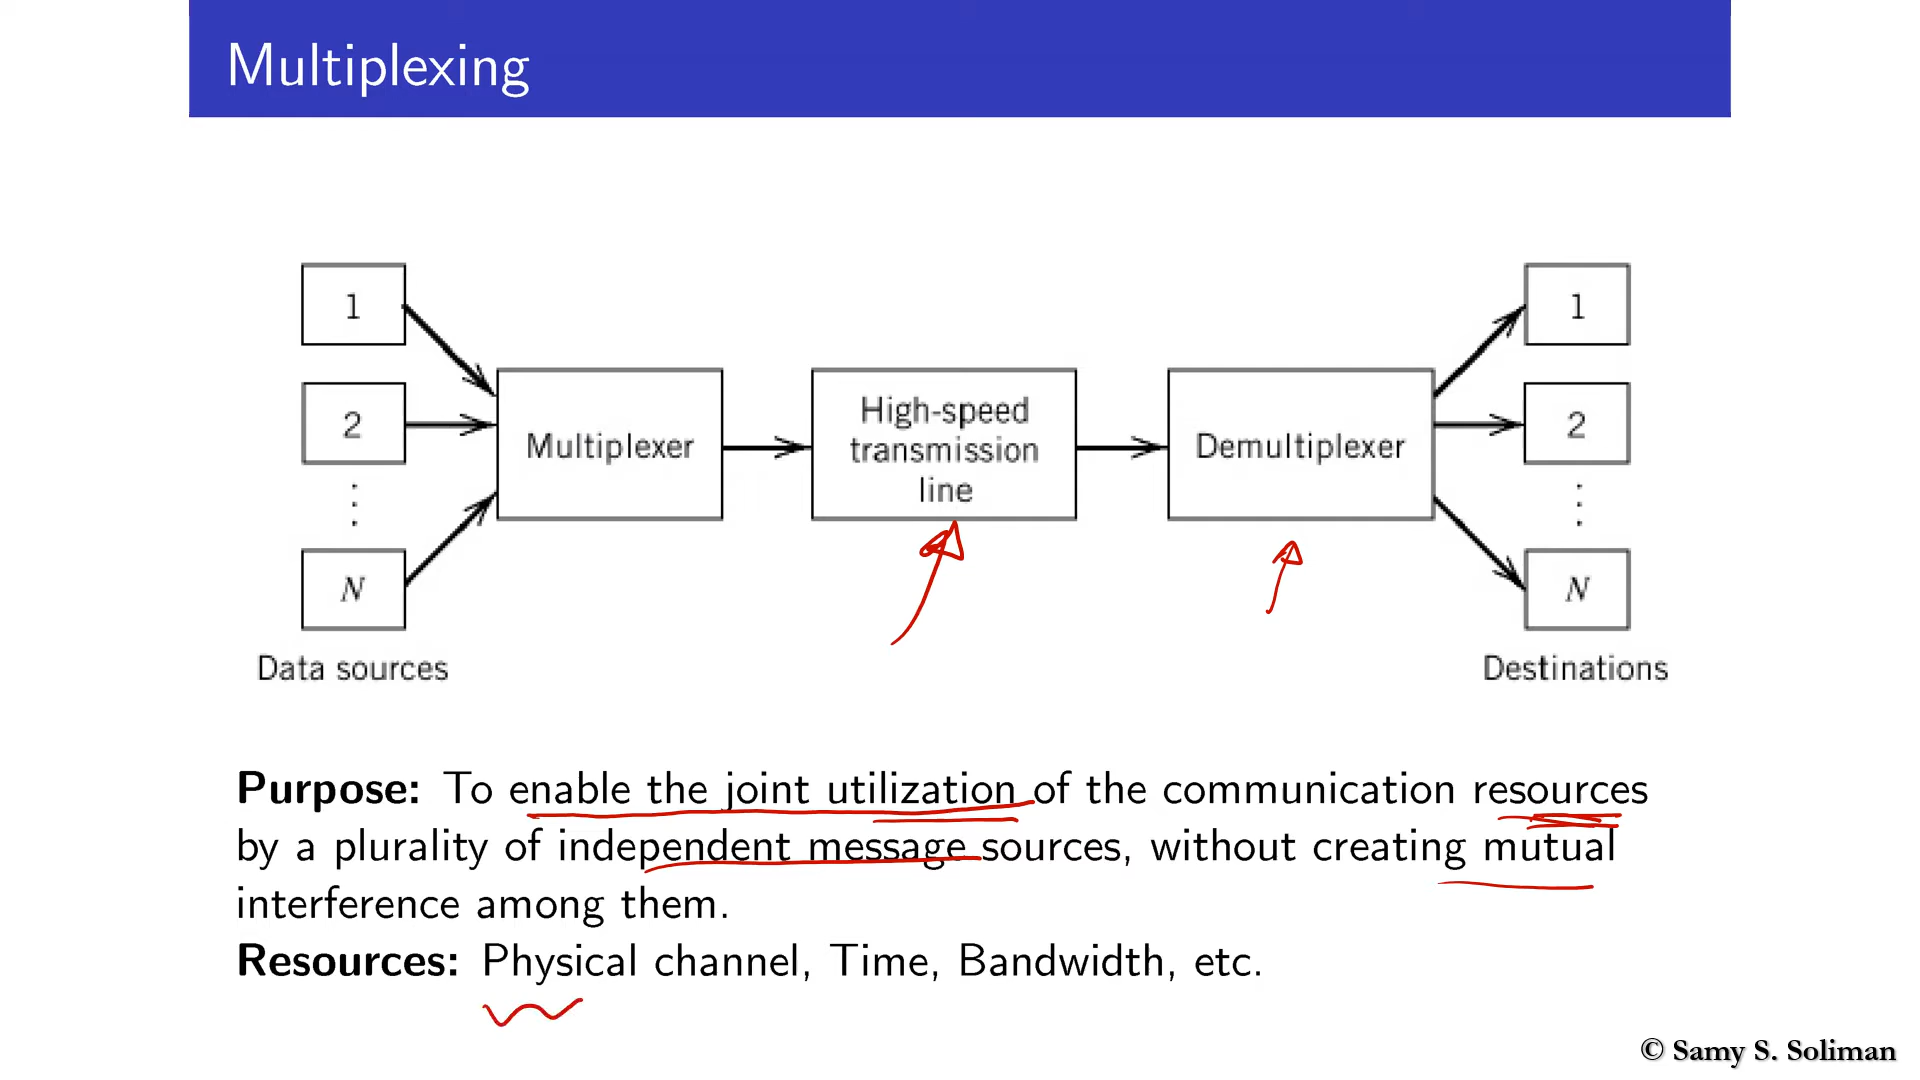 Multiplexing
1
2
⋮
N
Data sources
Multiplexer
High-speed
transmission
line
Demultiplexer
1
2
⋮
N
Destinations
Purpose: To enable the joint utilization of the communication resources
by a plurality of independent message sources, without creating mutual
interference among them.
Resources: Physical channel, Time, Bandwidth, etc.
© Samy S. Soliman